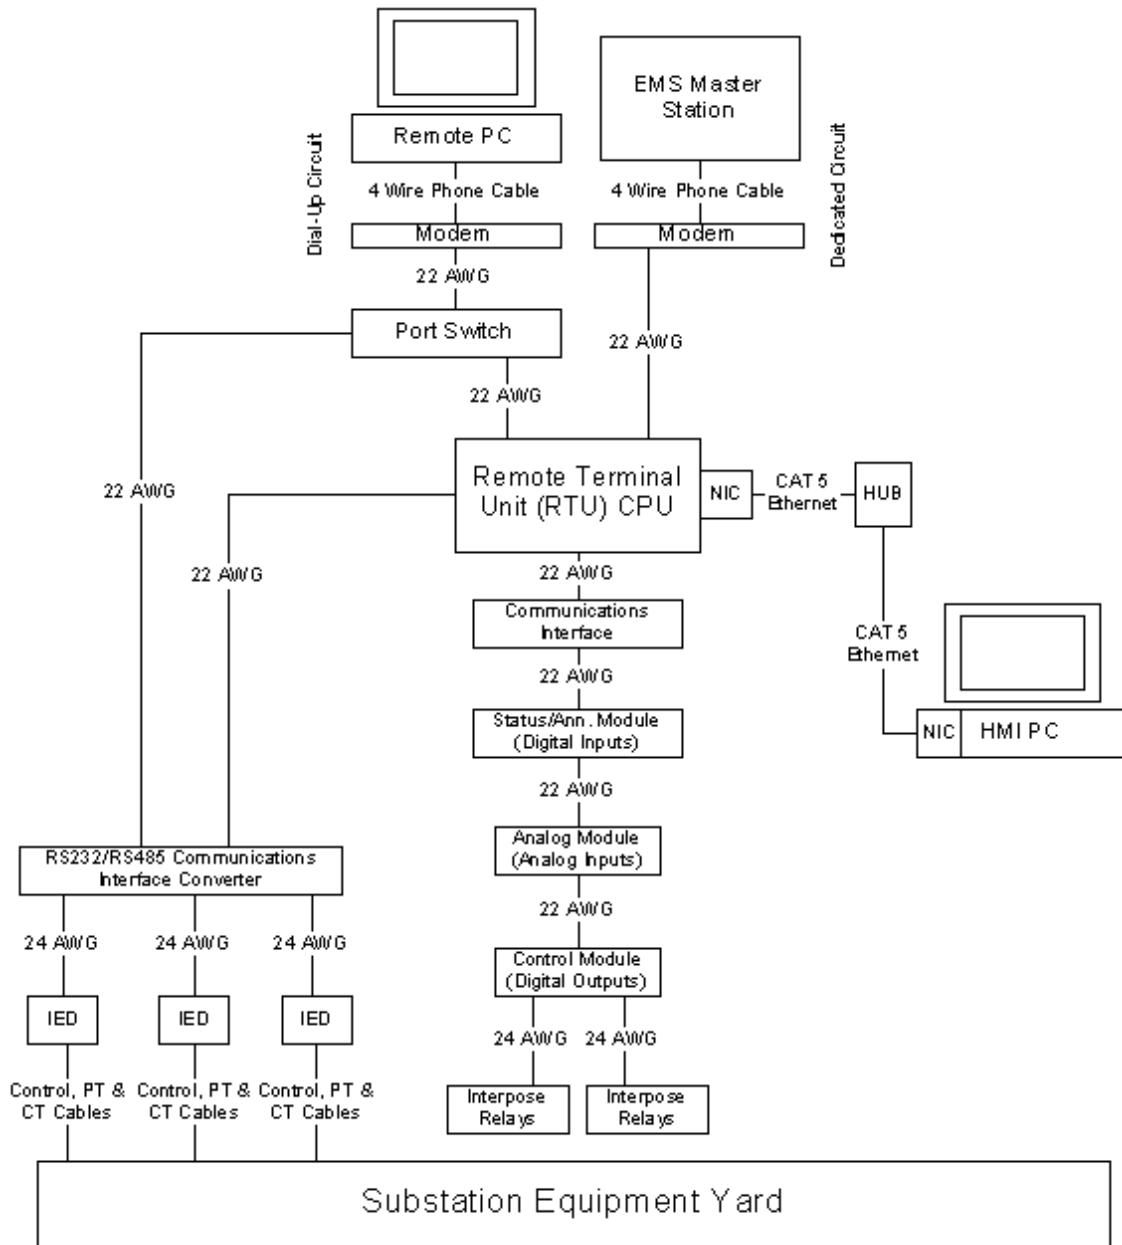 EMS Master
Station
Remote PC
Dial-Up Circuit
Dedicated Circuit
4 Wire Phone Cable
4 Wire Phone Cable
Modem
Modem
22 AWG
Port Switch
22 AWG
22 AWG
22 AWG
Remote Terminal
Unit (RTU) CPU
NIC
CAT 5
Ethernet
HUB
22 AWG
22 AWG
Communications
Interface
CAT 5
Ethernet
22 AWG
Status/Ann. Module
(Digital Inputs)
NIC
HMI PC
22 AWG
Analog Module
(Analog Inputs)
RS232/RS485 Communications
Interface Converter
22 AWG
24 AWG
24 AWG
24 AWG
Control Module
(Digital Outputs)
IED
IED
IED
24 AWG
24 AWG
Control, PT &
CT Cables
Control, PT &
CT Cables
Control, PT &
CT Cables
Interpose
Relays
Interpose
Relays
Substation Equipment Yard